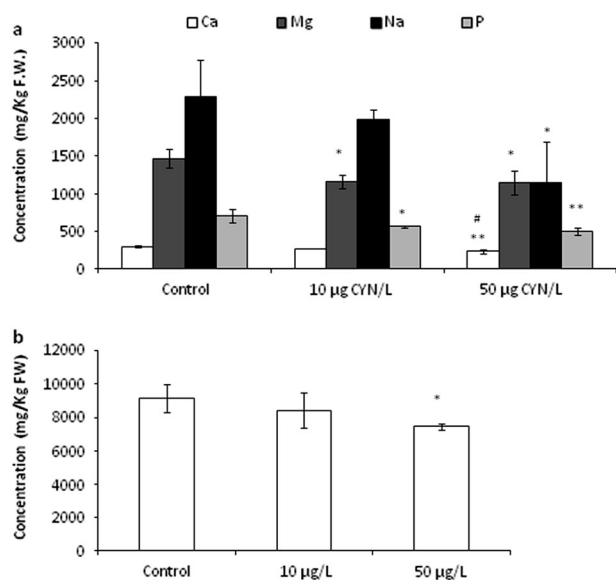 a
Ca Mg Na P
Concentration (mg/Kg F.W.)
3000
2500
2000
1500
1000
500
0
* * * # ** * **
Control 10 µg CYN/L 50 µg CYN/L
b
Concentration (mg/Kg FW)
12000
10000
8000
6000
4000
2000
0
*
Control 10 µg/L 50 µg/L